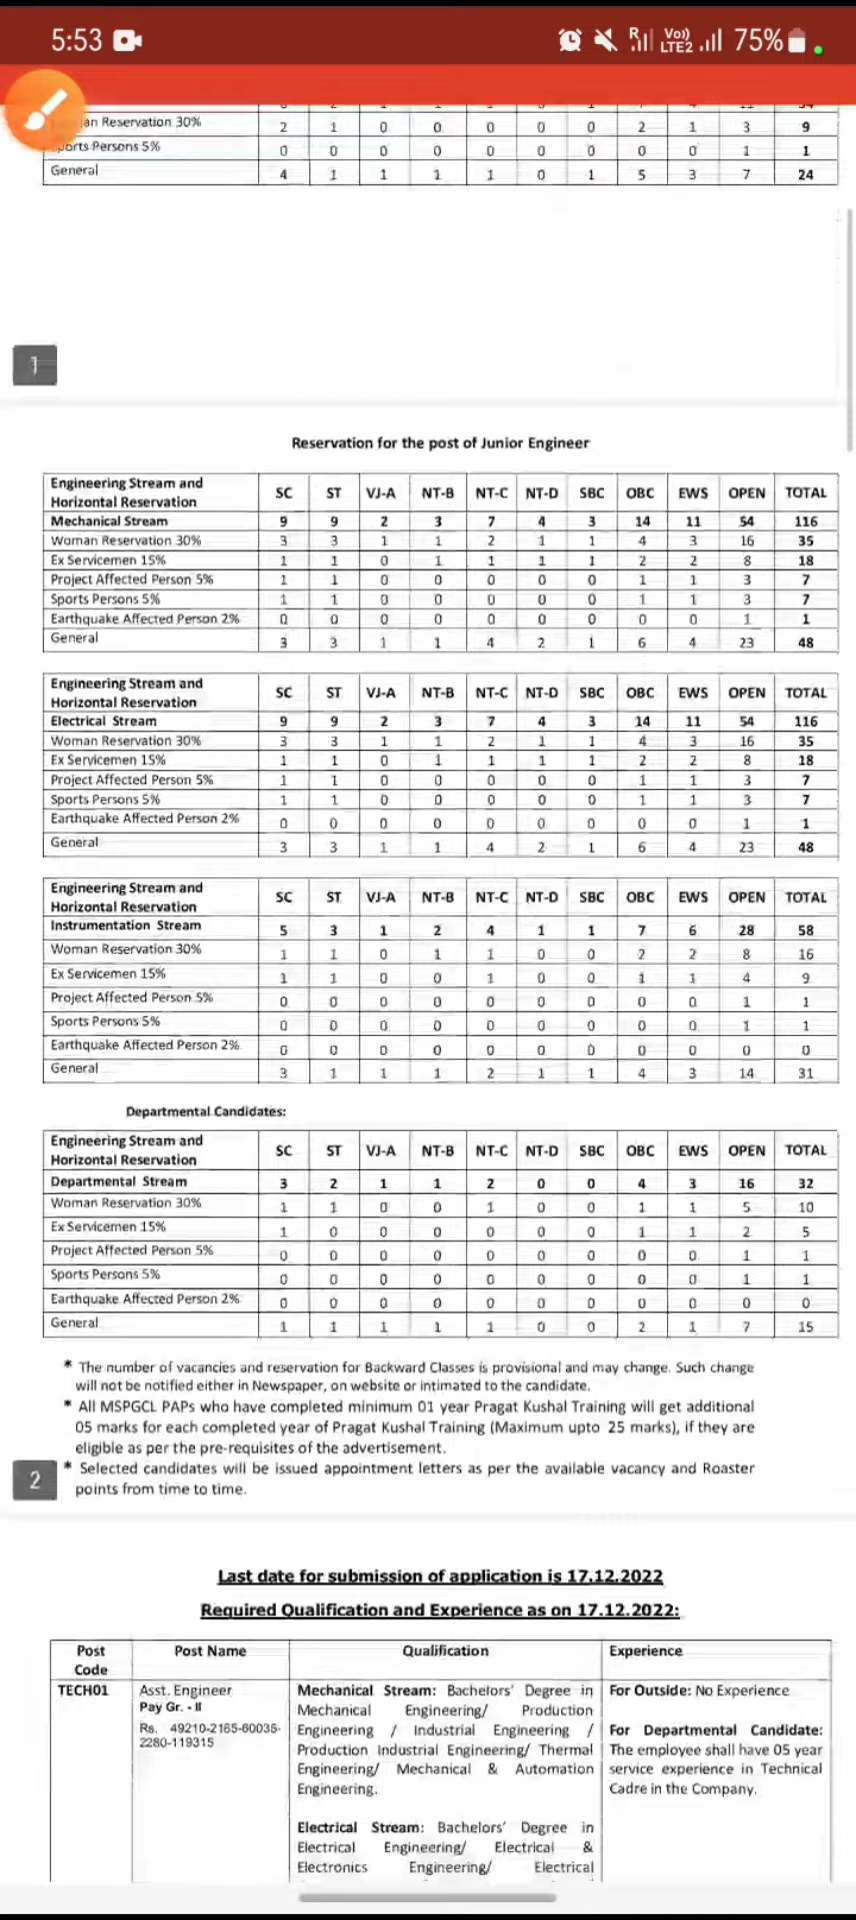 5:53
R Vo)) LTE2 75%
an Reservation 30% 2 1 0 0 0 0 0 2 1 3 9
ports Persons 5% 0 0 0 0 0 0 0 0 0 1 1
General 4 1 1 1 1 0 1 5 3 7 24
1
Reservation for the post of Junior Engineer
Engineering Stream and
Horizontal Reservation SC ST VJ-A NT-B NT-C NT-D SBC OBC EWS OPEN TOTAL
Mechanical Stream 9 9 2 3 7 4 3 14 11 54 116
Woman Reservation 30% 3 3 1 1 2 1 1 4 3 16 35
Ex Servicemen 15% 1 1 0 1 1 1 1 2 2 8 18
Project Affected Person 5% 1 1 0 0 0 0 0 1 1 3 7
Sports Persons 5% 1 1 0 0 0 0 0 1 1 3 7
Earthquake Affected Person 2% 0 0 0 0 0 0 0 0 0 1 1
General 3 3 1 1 4 2 1 6 4 23 48
Engineering Stream and
Horizontal Reservation SC ST VJ-A NT-B NT-C NT-D SBC OBC EWS OPEN TOTAL
Electrical Stream 9 9 2 3 7 4 3 14 11 54 116
Woman Reservation 30% 3 3 1 1 2 1 1 4 3 16 35
Ex Servicemen 15% 1 1 0 1 1 1 1 2 2 8 18
Project Affected Person 5% 1 1 0 0 0 0 0 1 1 3 7
Sports Persons 5% 1 1 0 0 0 0 0 1 1 3 7
Earthquake Affected Person 2% 0 0 0 0 0 0 0 0 0 1 1
General 3 3 1 1 4 2 1 6 4 23 48
Engineering Stream and
Horizontal Reservation SC ST VJ-A NT-B NT-C NT-D SBC OBC EWS OPEN TOTAL
Instrumentation Stream 5 3 1 2 4 1 1 7 6 28 58
Woman Reservation 30% 1 1 0 1 1 0 0 2 2 8 16
Ex Servicemen 15% 1 1 0 0 1 0 0 1 1 4 9
Project Affected Person 5% 0 0 0 0 0 0 0 0 0 1 1
Sports Persons 5% 0 0 0 0 0 0 0 0 0 1 1
Earthquake Affected Person 2% 0 0 0 0 0 0 0 0 0 0 0
General 3 1 1 1 2 1 1 4 3 14 31
Departmental Candidates:
Engineering Stream and
Horizontal Reservation SC ST VJ-A NT-B NT-C NT-D SBC OBC EWS OPEN TOTAL
Departmental Stream 3 2 1 1 2 0 0 4 3 16 32
Woman Reservation 30% 1 1 0 0 1 0 0 1 1 5 10
Ex Servicemen 15% 1 0 0 0 0 0 0 1 1 2 5
Project Affected Person 5% 0 0 0 0 0 0 0 0 0 1 1
Sports Persons 5% 0 0 0 0 0 0 0 0 0 1 1
Earthquake Affected Person 2% 0 0 0 0 0 0 0 0 0 0 0
General 1 1 1 1 1 0 0 2 1 7 15
* The number of vacancies and reservation for Backward Classes is provisional and may change. Such change
will not be notified either in Newspaper, on website or intimated to the candidate.
* All MSPGCL PAPs who have completed minimum 01 year Pragat Kushal Training will get additional
05 marks for each completed year of Pragat Kushal Training (Maximum upto 25 marks), if they are
eligible as per the pre-requisites of the advertisement.
* Selected candidates will be issued appointment letters as per the available vacancy and Roaster
points from time to time.
2
Last date for submission of application is 17.12.2022
Required Qualification and Experience as on 17.12.2022:
Post Code Post Name Qualification Experience
TECH01 Asst. Engineer
Pay Gr. - II
Rs. 49210-2165-60035-
2280-119315
Mechanical Stream: Bachelors' Degree in
Mechanical Engineering/ Production
Engineering / Industrial Engineering /
Production Industrial Engineering/ Thermal
Engineering/ Mechanical & Automation
Engineering.
Electrical Stream: Bachelors' Degree in
Electrical Engineering/ Electrical &
Electronics Engineering/ Electrical
For Outside: No Experience
For Departmental Candidate:
The employee shall have 05 year
service experience in Technical
Cadre in the Company.